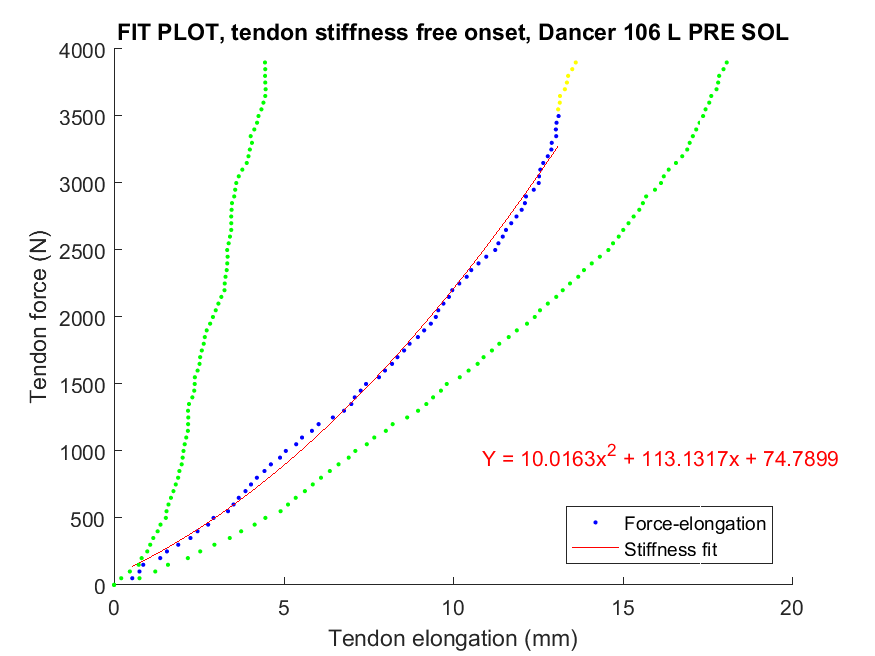 FIT PLOT, tendon stiffness free onset, Dancer 106 L PRE SOL
4000
3500
3000
2500
2000
1500
1000
500
0
Tendon force (N)
Y = 10.0163x² + 113.1317x + 74.7899
Force-elongation
Stiffness fit
0 5 10 15 20
Tendon elongation (mm)